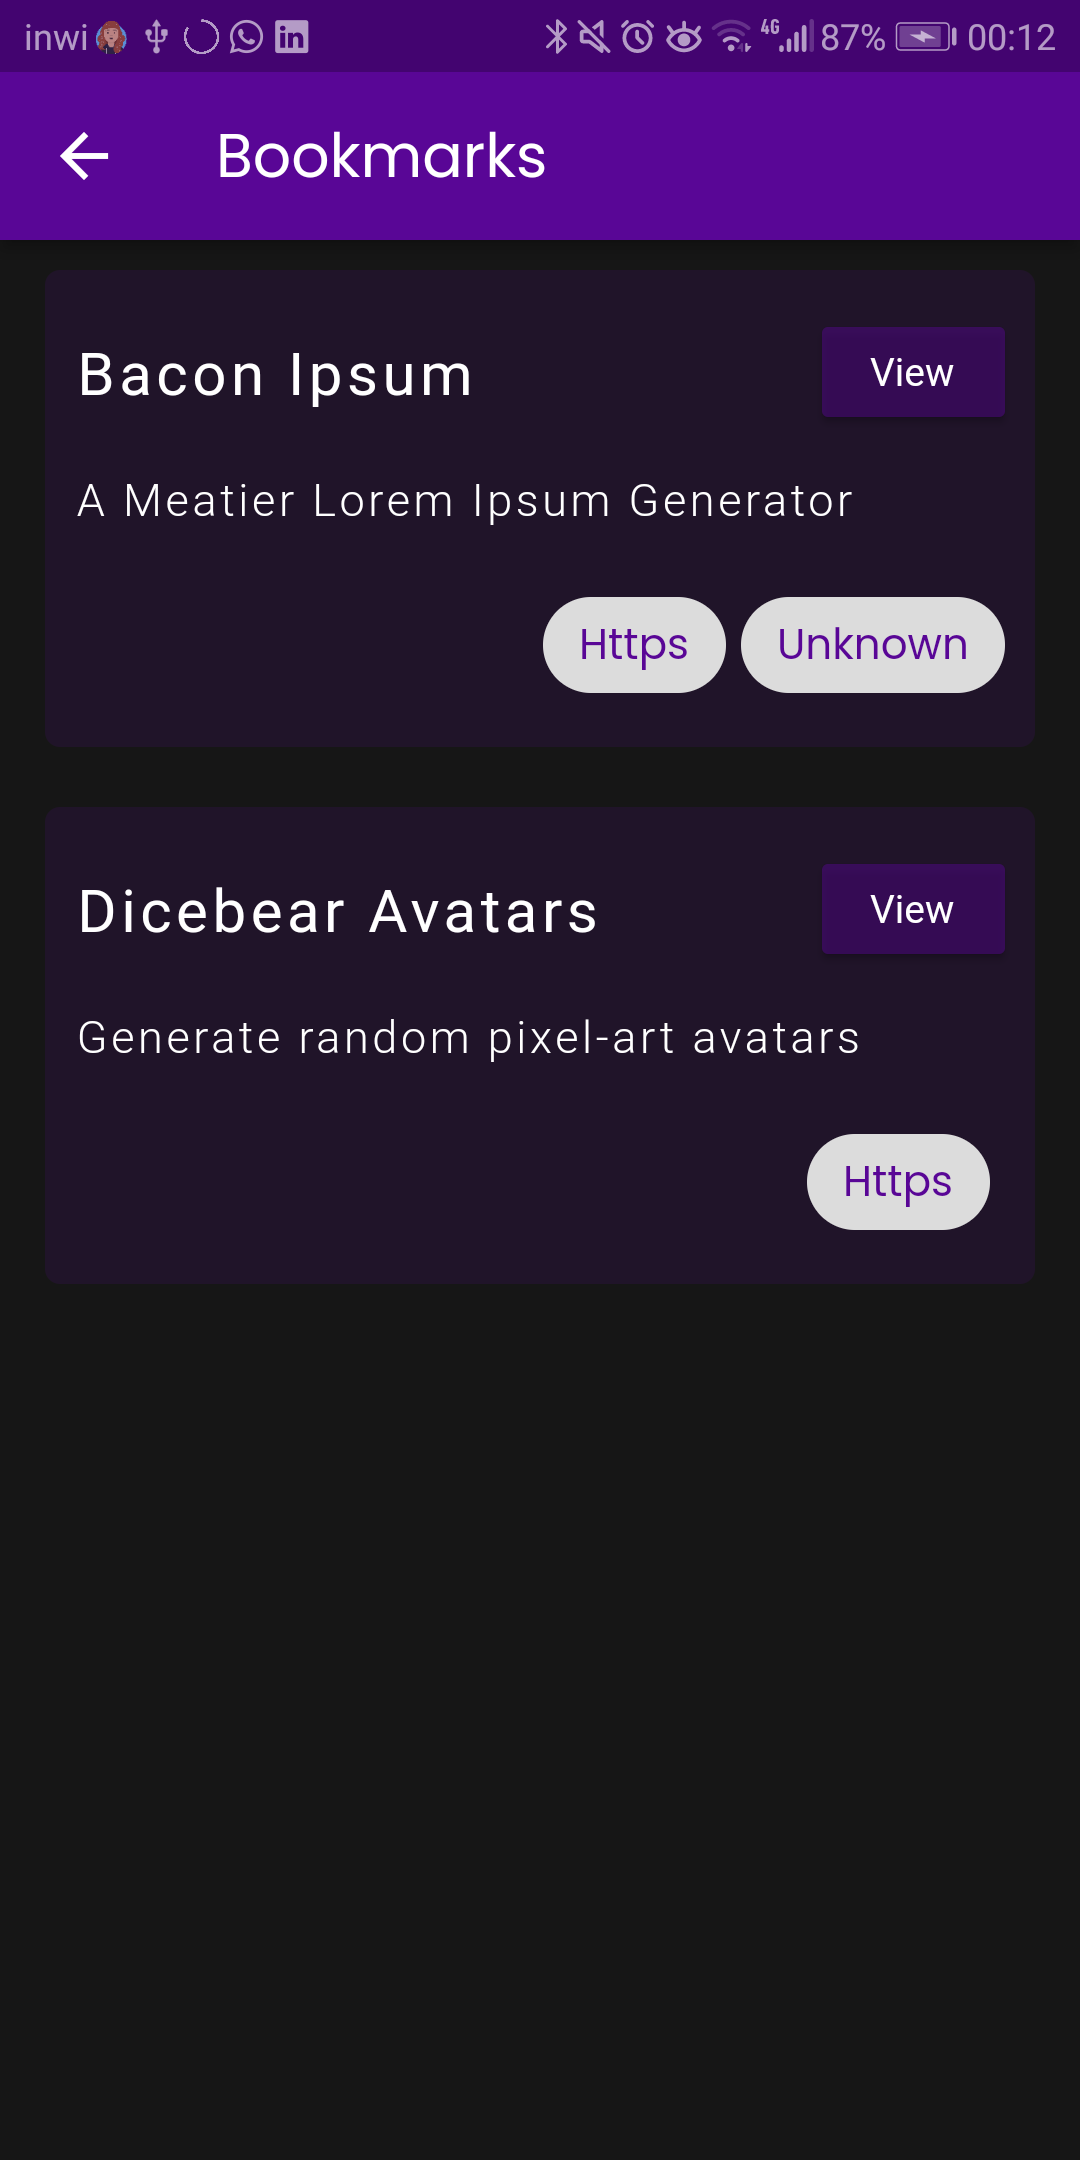 inwi 4G 87% 00:12
Bookmarks
Bacon Ipsum View
A Meatier Lorem Ipsum Generator
Https Unknown
Dicebear Avatars View
Generate random pixel-art avatars
Https